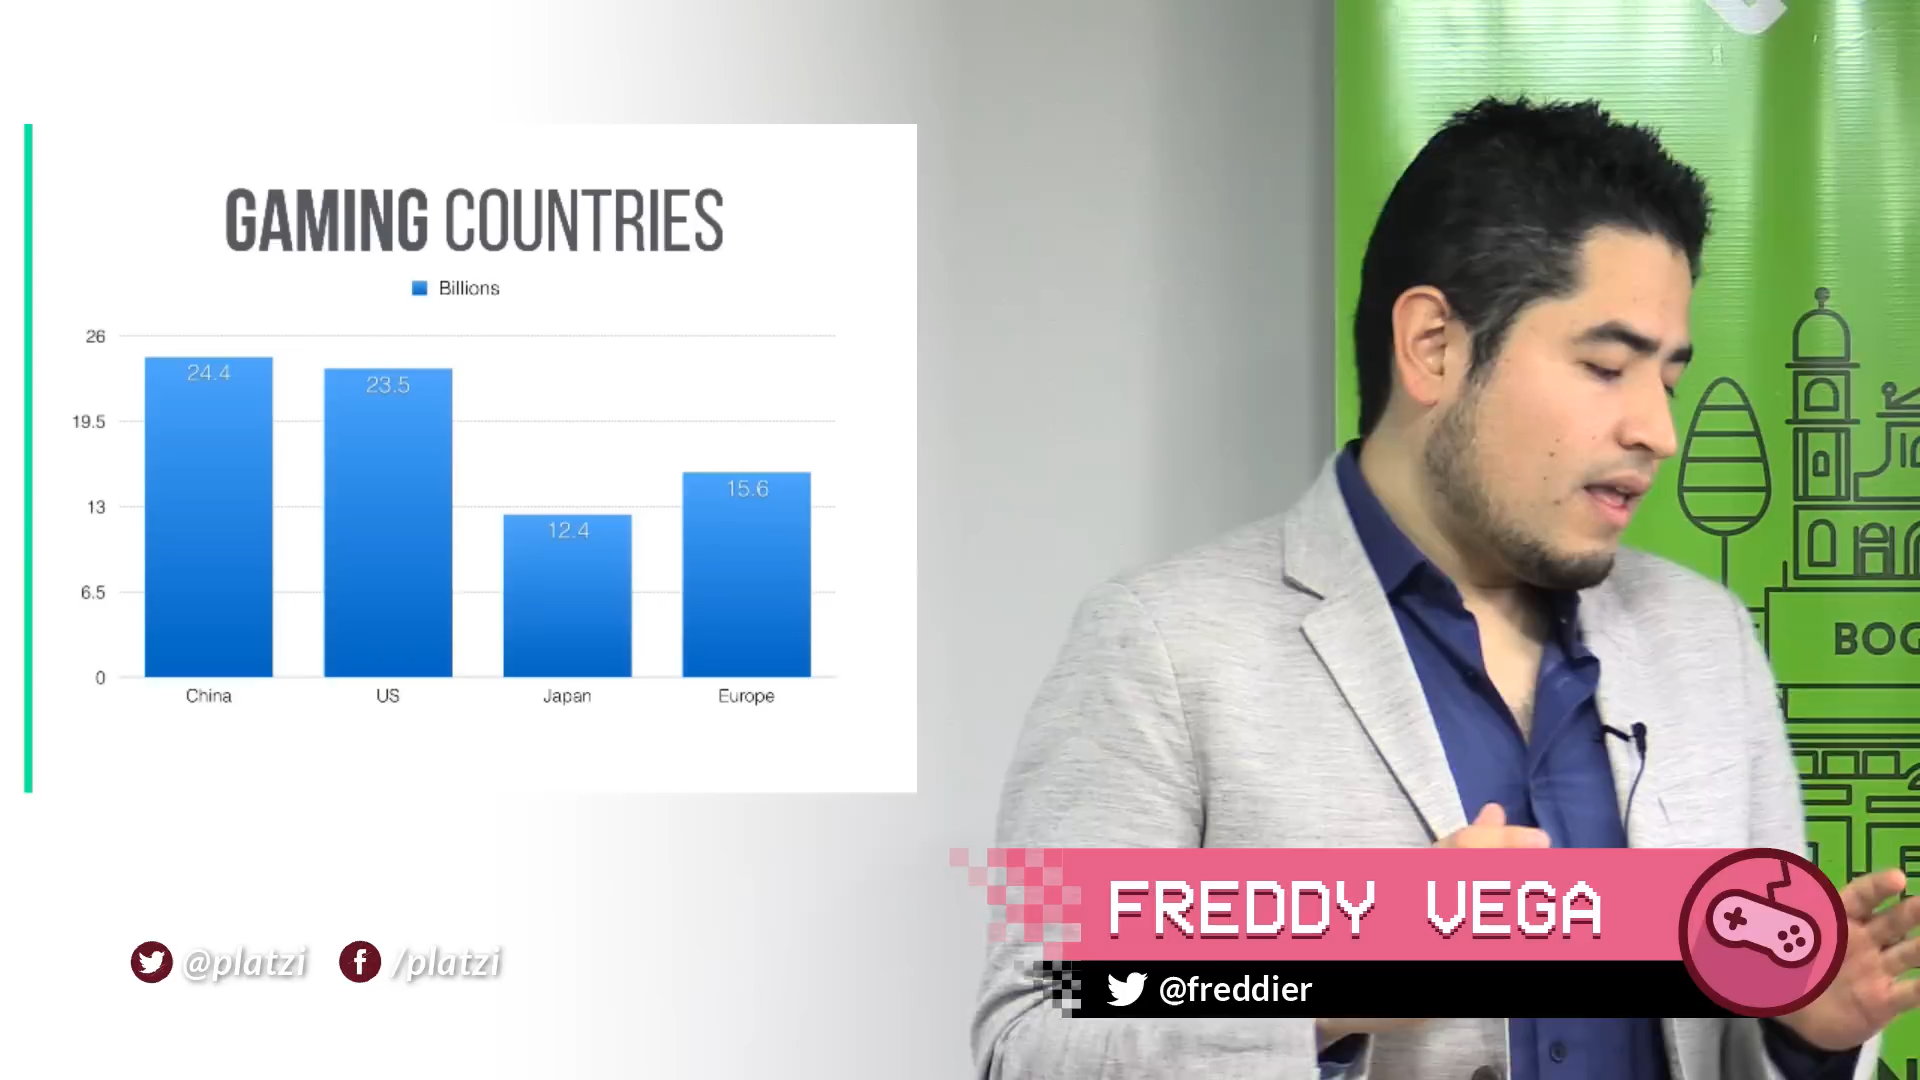 GAMING COUNTRIES
Billions
26
19.5
13
6.5
0
24.4
23.5
12.4
15.6
China
US
Japan
Europe
@platzi
/platzi
FREDDY VEGA
@freddier